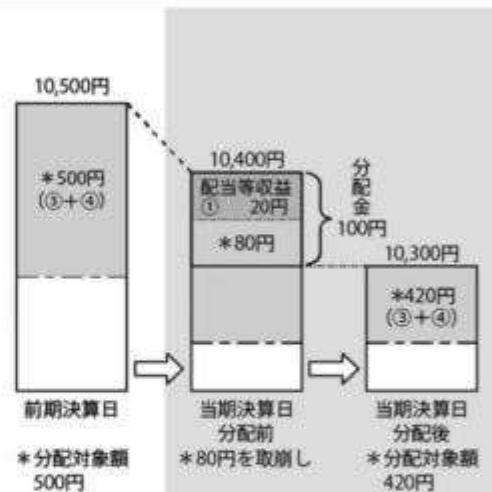 10,500円
*500円
(③+④)
前期決算日
*分配対象額
500円
10,400円
配当等収益
① 20円
*80円
分配金
100円
当期決算日
分配前
*80円を取崩し
10,300円
*420円
(③+④)
当期決算日
分配後
*分配対象額
420円